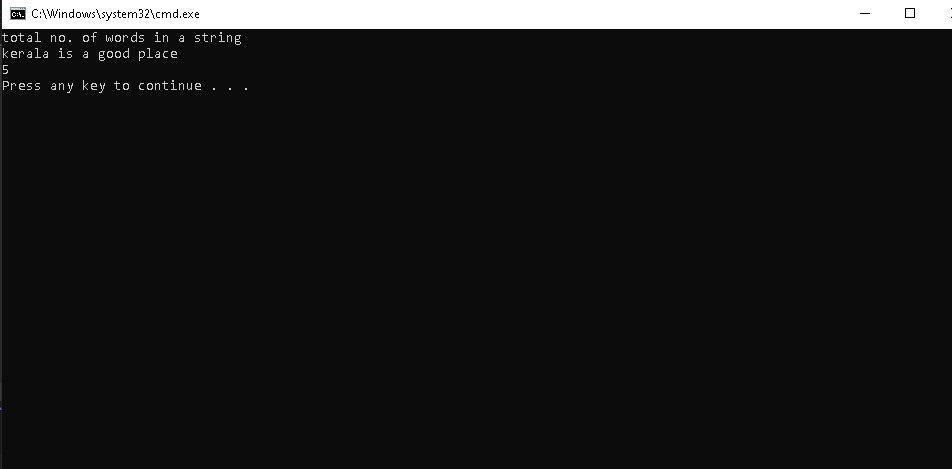 C:\Windows\system32\cmd.exe
total no. of words in a string
kerala is a good place
5
Press any key to continue . . .